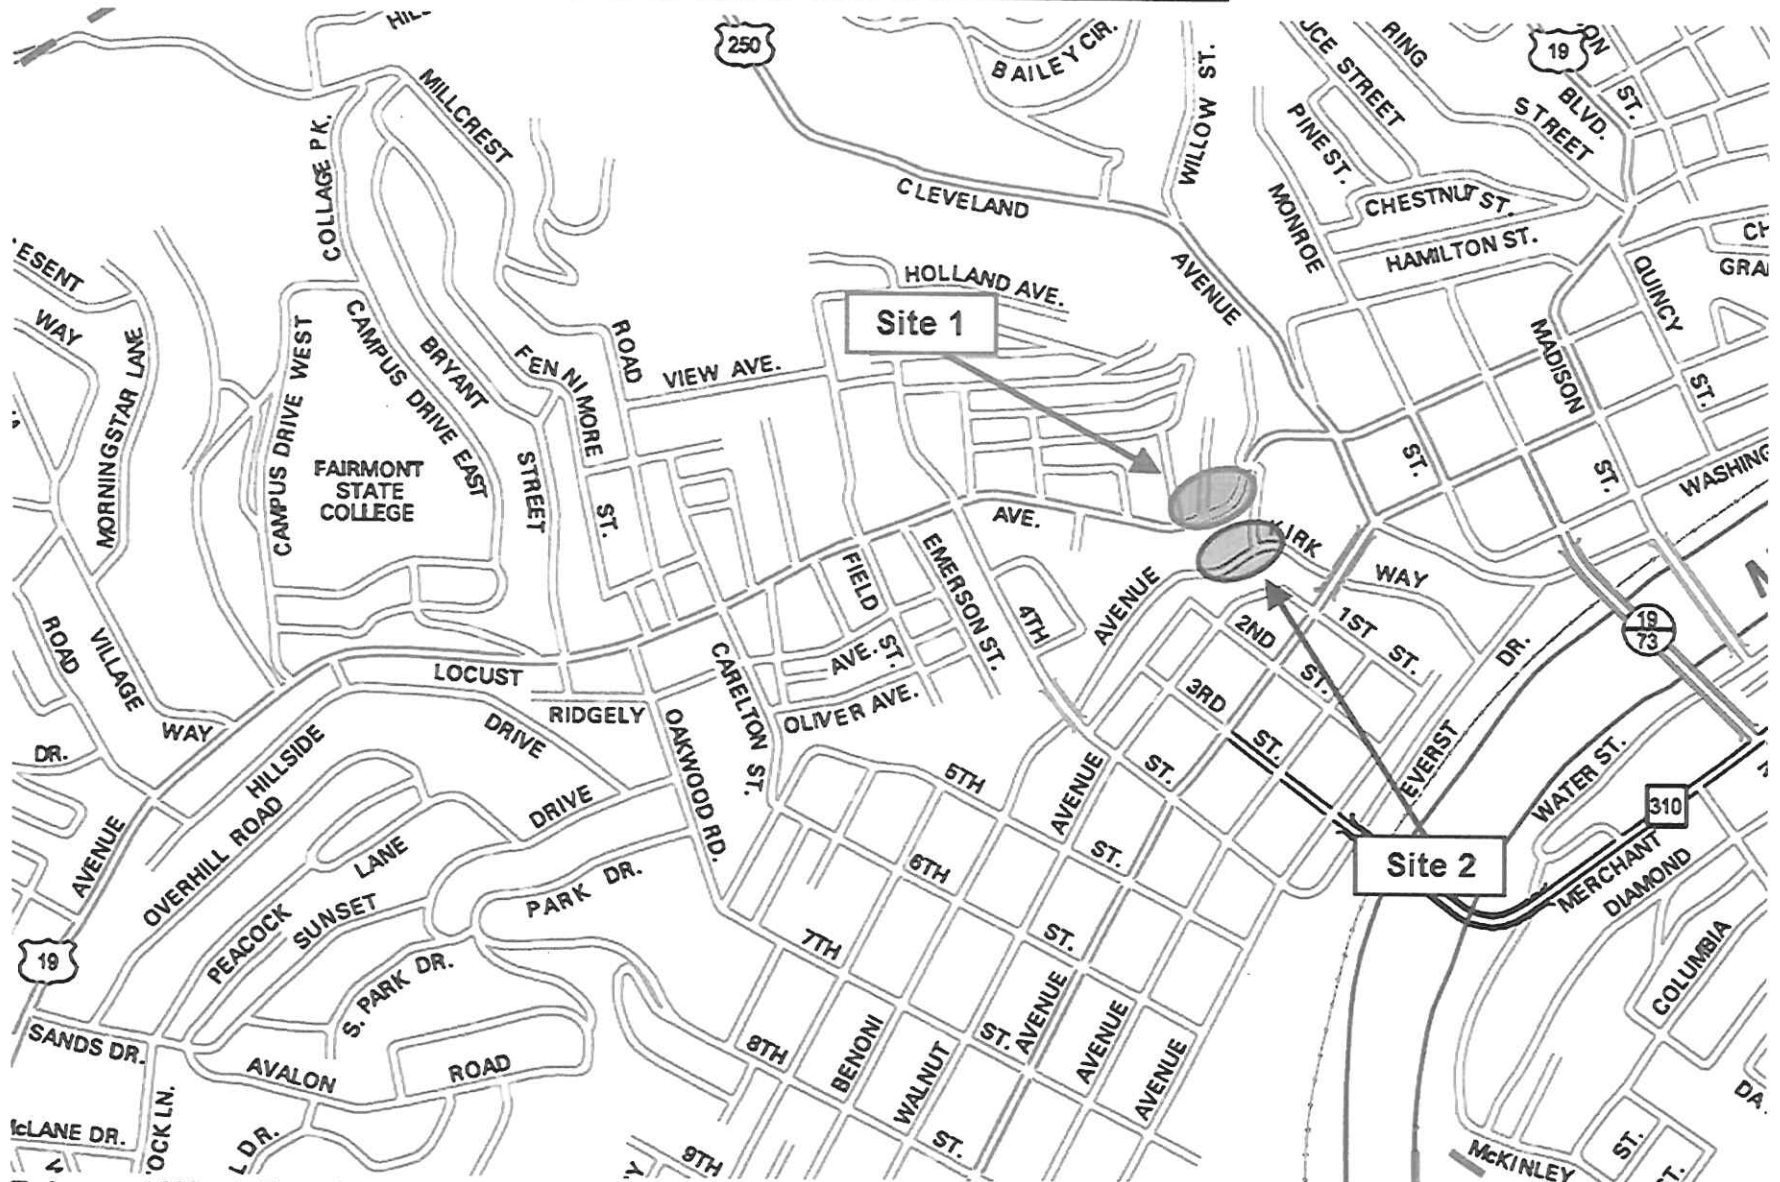 250
BAILEY CIR.
WILLOW ST.
RING
STREET
19
BLVD.
ST.
STREET
PINE ST.
CHESTNUT ST.
HAMILTON ST.
MONROE
ST.
MILLCREST
ROAD
COLLAGE PK.
CLEVELAND
AVENUE
HOLLAND AVE.
Site 1
VIEW AVE.
MADISON
ST.
QUINCY
ST.
WAY
MORNINGSTAR LANE
CAMPUS DRIVE WEST
CAMPUS DRIVE EAST
BRYANT
STREET
FENNIMORE
ST.
FAIRMONT
STATE
COLLEGE
AVE.
KIRK
WAY
FIELD
ST.
EMERSON ST.
4TH
AVENUE
1ST
ST.
2ND
ST.
3RD
ST.
DR.
19
73
ROAD
VILLAGE
WAY
LOCUST
AVE.
OLIVER AVE.
RIDGELY
CARELTON ST.
OAKWOOD RD.
HILLSIDE
DRIVE
DR.
AVENUE
OVERHILL ROAD
DRIVE
PEACOCK
LANE
SUNSET
PARK DR.
S. PARK DR.
5TH
ST.
6TH
ST.
7TH
ST.
8TH
ST.
9TH
ST.
AVENUE
EVERST
WATER ST.
310
MERCHANT
DIAMOND
COLUMBIA
Site 2
19
SANDS DR.
AVALON
ROAD
BENONI
WALNUT
AVENUE
AVENUE
AVENUE
McKINLEY
ST.